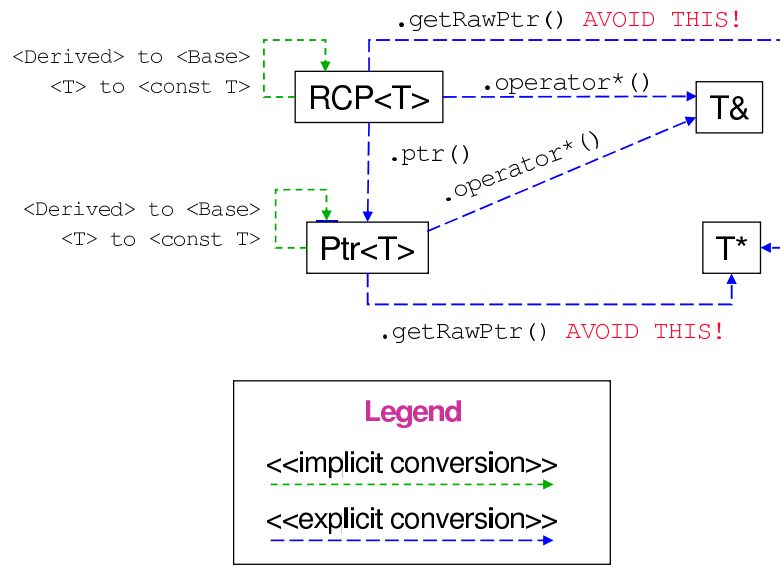 .getRawPtr() AVOID THIS!
<Derived> to <Base>
<T> to <const T>
RCP<T>
.operator*()
T&
.ptr()
.operator*()
<Derived> to <Base>
<T> to <const T>
Ptr<T>
T*
.getRawPtr() AVOID THIS!
Legend
<<implicit conversion>>
<<explicit conversion>>